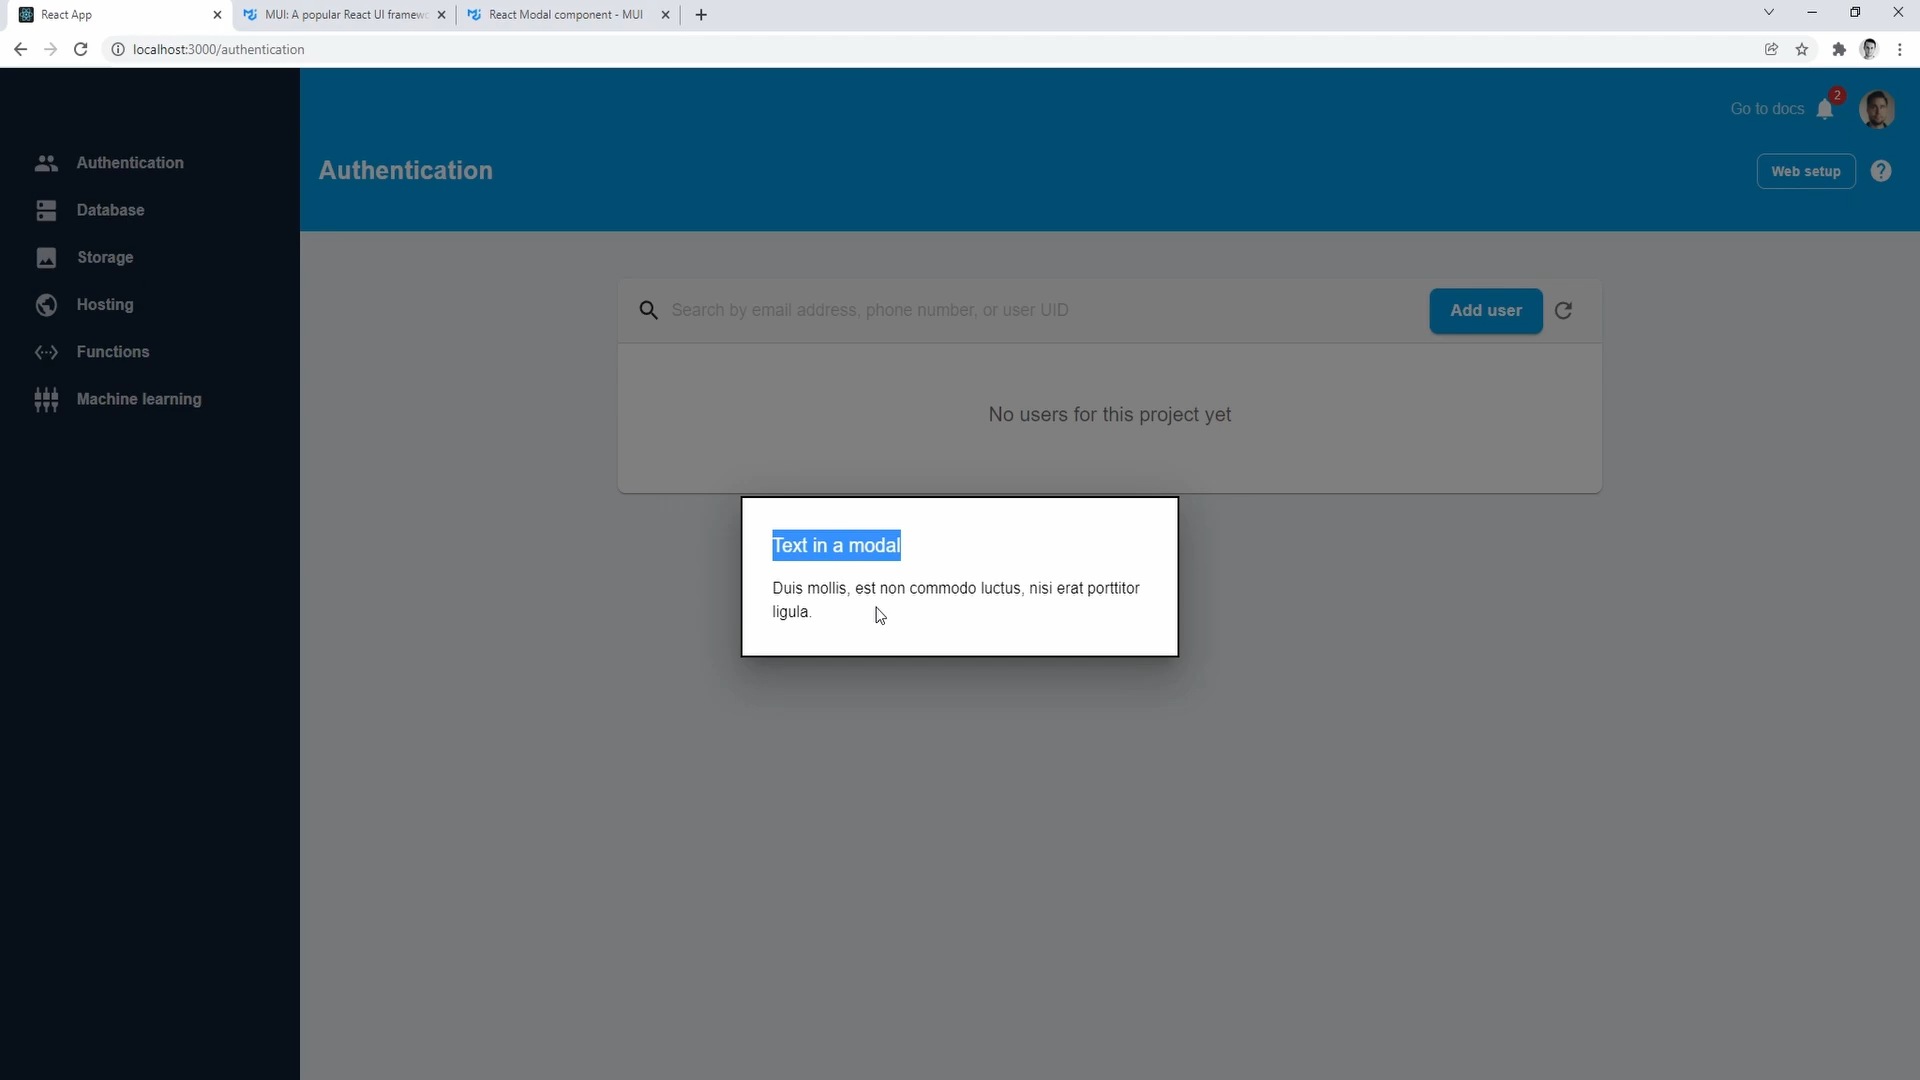 React App
MUI: A popular React UI framewo
React Modal component - MUI
localhost:3000/authentication
Go to docs
2
Authentication
Database
Storage
Hosting
Functions
Machine learning
Authentication
Web setup
?
Search by email address, phone number, or user UID
Add user
No users for this project yet
Text in a modal
Duis mollis, est non commodo luctus, nisi erat porttitor
ligula.